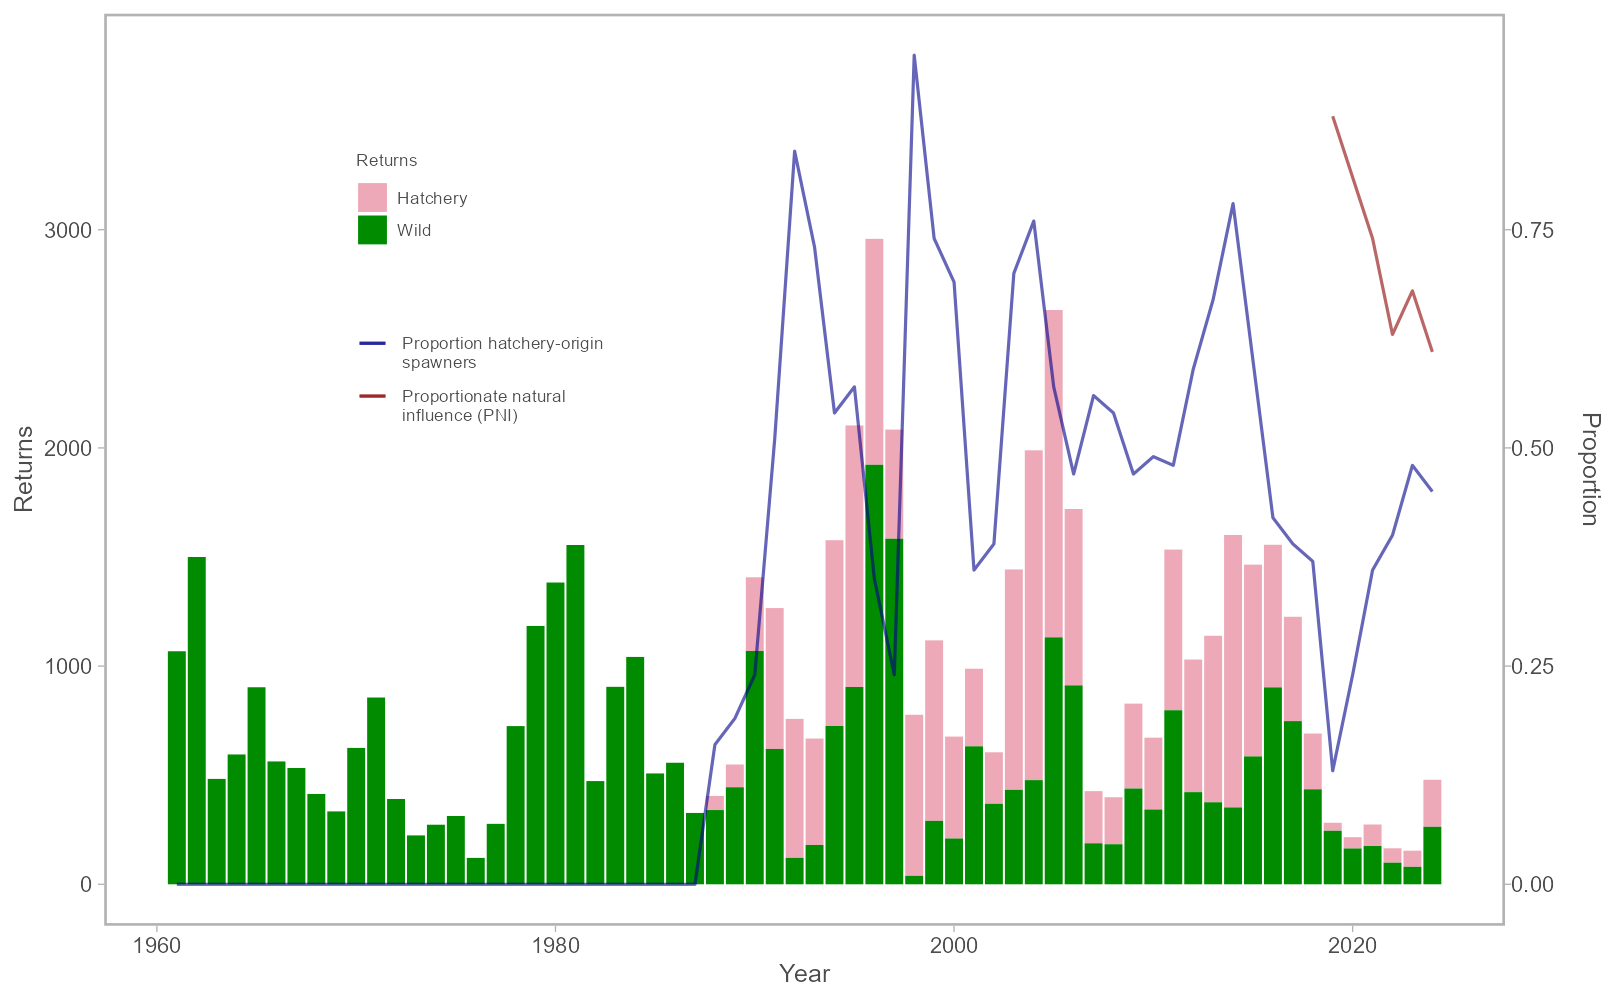 Returns
Hatchery
Wild
Proportion hatchery-origin
spawners
Proportionate natural
influence (PNI)
3000
2000
1000
0
Returns
0.75
0.50
0.25
0.00
Proportion
1960
1980
2000
2020
Year